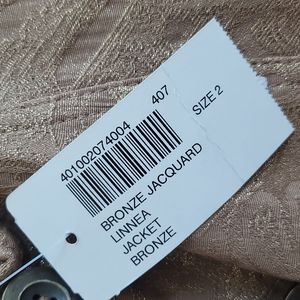 401002074004 407
SIZE 2
BRONZE JACQUARD
LINNEA
JACKET
BRONZE